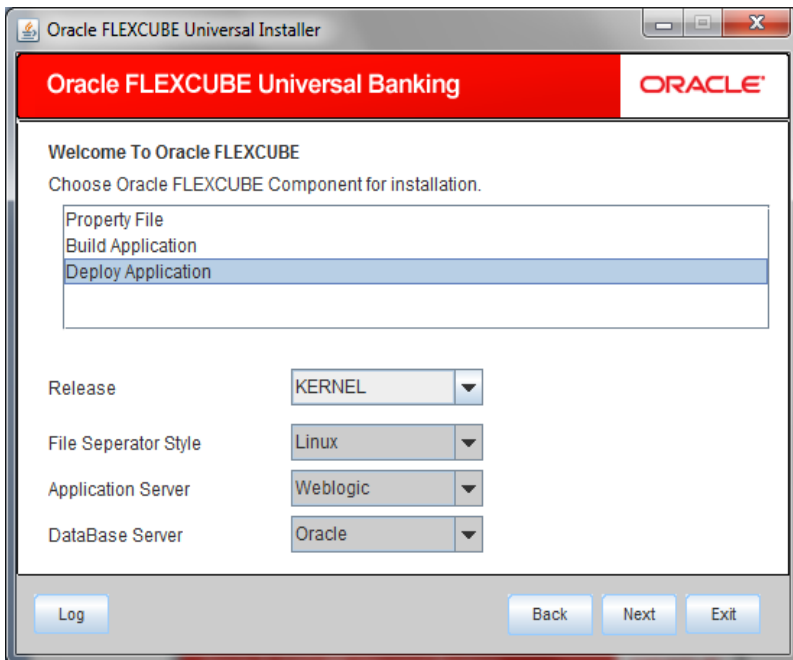 Oracle FLEXCUBE Universal Installer
Oracle FLEXCUBE Universal Banking
ORACLE
Welcome To Oracle FLEXCUBE
Choose Oracle FLEXCUBE Component for installation.
Property File
Build Application
Deploy Application
Release KERNEL
File Seperator Style Linux
Application Server Weblogic
DataBase Server Oracle
Log Back Next Exit